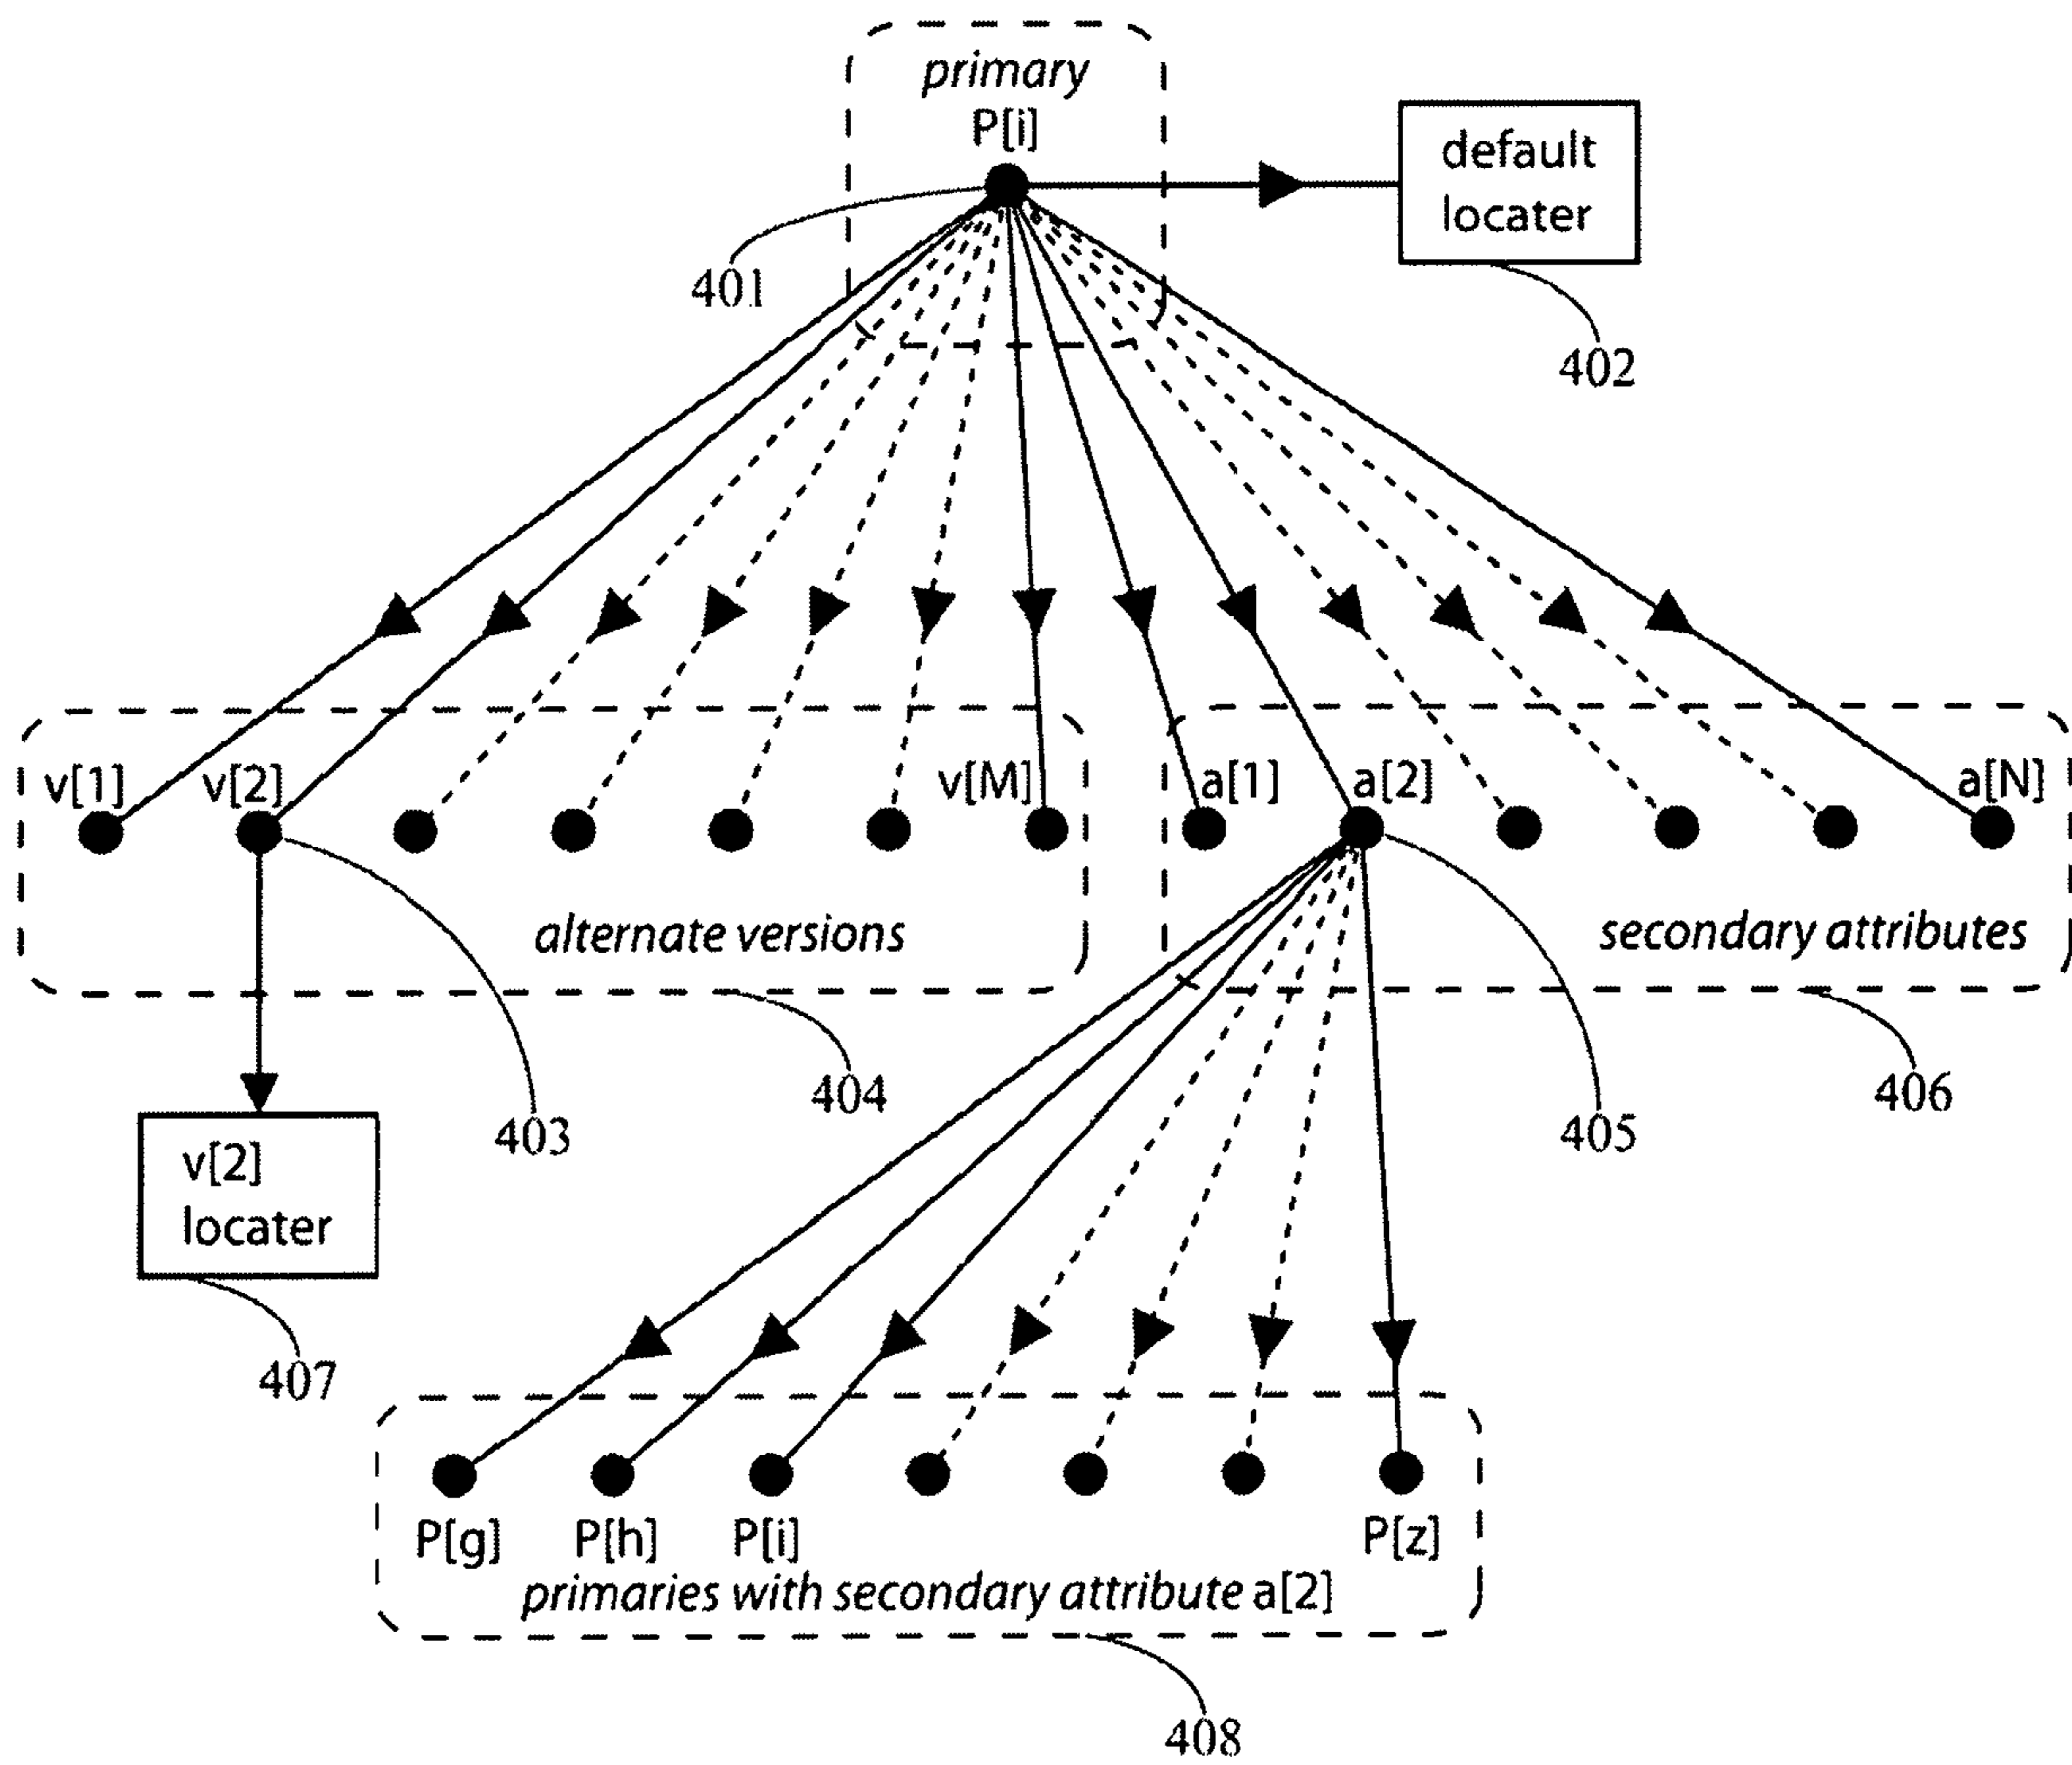 primary
P[i]
default
locater
401
402
v[1]
v[2]
v[M]
a[1]
a[2]
a[N]
alternate versions
secondary attributes
404
406
403
405
v[2]
locater
407
P[g]
P[h]
P[i]
P[z]
primaries with secondary attribute a[2]
408